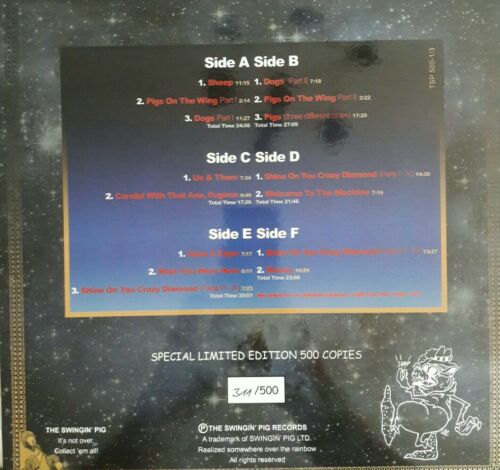 TSP 500-1/3
Side A Side B
1. Sheep 11:15 1. Dogs Part II 7:18
2. Pigs On The Wing Part I 2:14 2. Pigs On The Wing Part II 2:22
3. Dogs Part I 11:27 3. Pigs (three different ones) 17:29
Total Time 24:56 Total Time 27:09
Side C Side D
1. Us & Them 7:34 1. Shine On You Crazy Diamond (Parts I - V) 14:30
2. Careful With That Axe, Eugene 9:49 2. Welcome To The Machine 7:16
Total Time 17:26 Total Time 21:46
Side E Side F
7:17 1. Shine On You Crazy Diamond 13:27
2. Wish You Were Here 6:11 2. Money 10:29
Total Time 23:56
3. Shine On You Crazy Diamond 7:23
Total Time 20:51
SPECIAL LIMITED EDITION 500 COPIES
311/500
THE SWINGIN' PIG
It's not over...
Collect 'em all!
Ⓟ THE SWINGIN' PIG RECORDS
A trademark of SWINGIN' PIG LTD.
Realized somewhere over the rainbow
All rights reserved